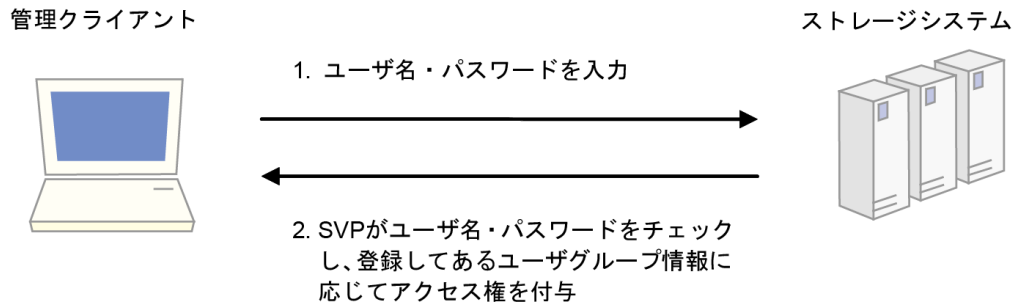 管理クライアント
ストレージシステム
1. ユーザ名・パスワードを入力
2. SVPがユーザ名・パスワードをチェック
し、登録してあるユーザグループ情報に
応じてアクセス権を付与